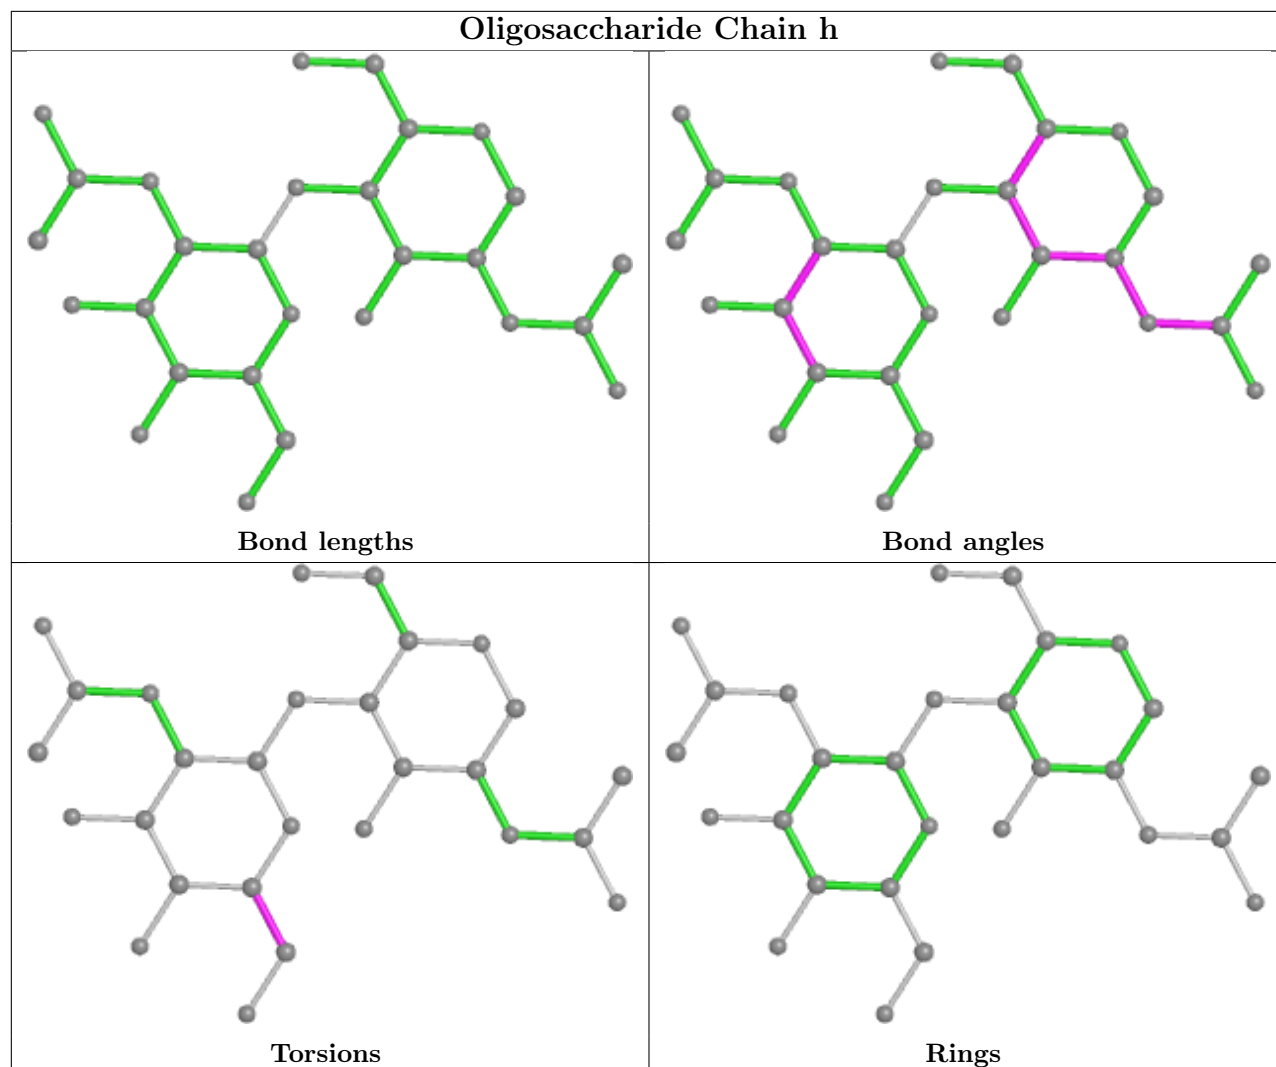 Oligosaccharide Chain h
Bond lengths
Bond angles
Torsions
Rings